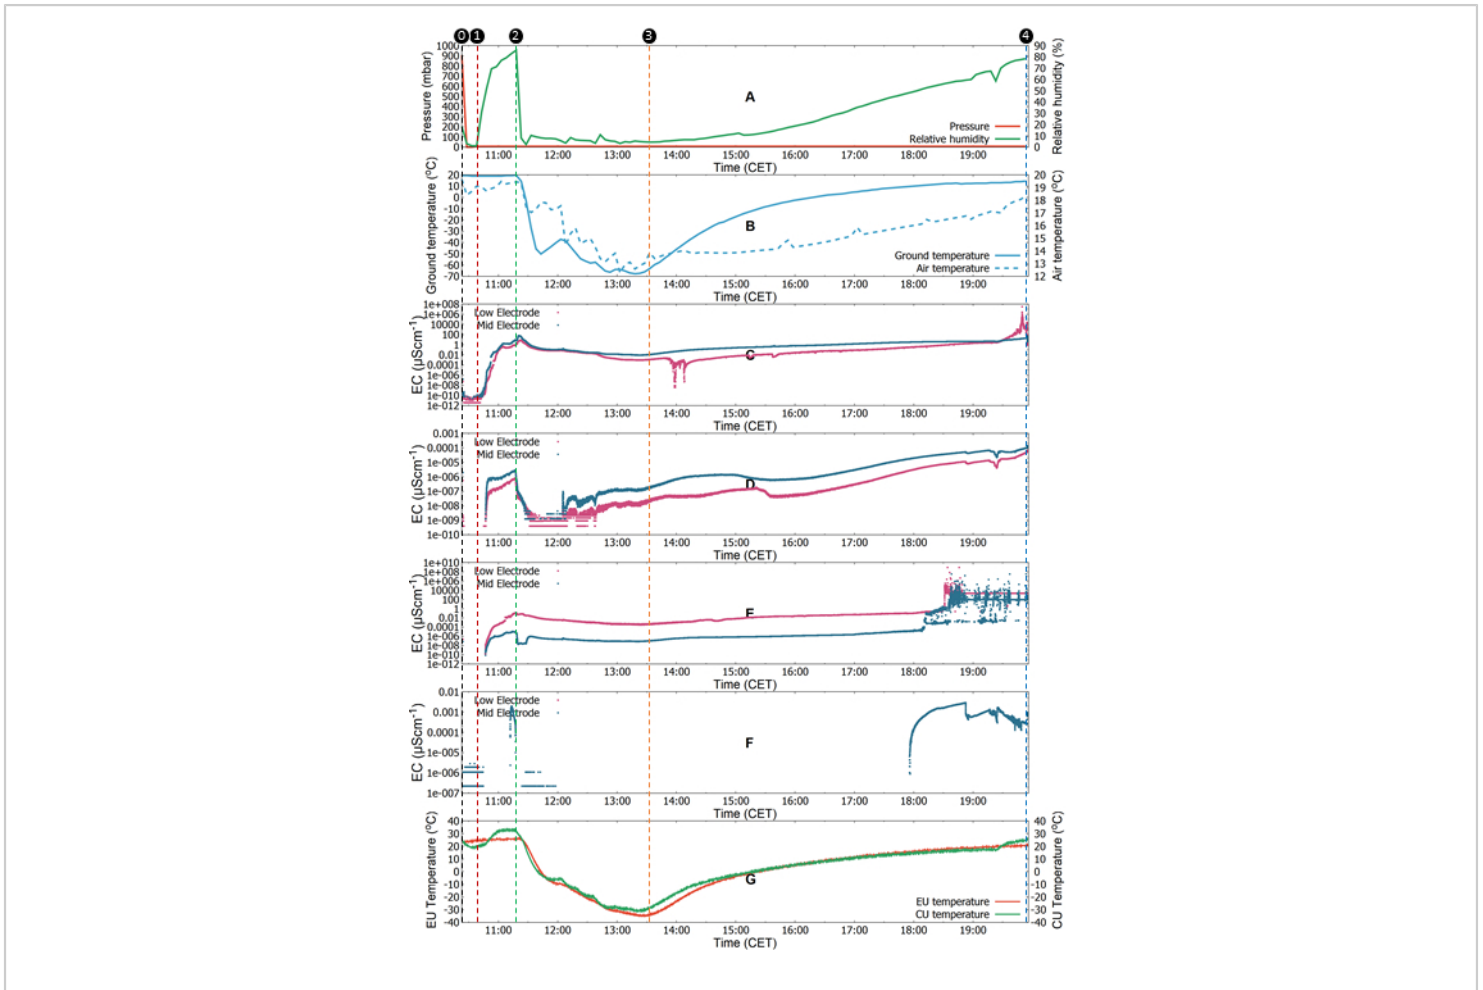 0 1 2 3 4
1000 90
900 80
800 70
700 60
600 50
500
400 40
300 30
200 20
100 10
0 0
Pressure (mbar)
Relative humidity (%)
A
Pressure
Relative humidity
11:00 12:00 13:00 14:00 15:00 16:00 17:00 18:00 19:00
Time (CET)
20 20
10 19
0 18
-10 17
-20 16
-30
-40 15
-50 14
-60 13
-70 12
Ground temperature (°C)
Air temperature (°C)
B
Ground temperature
Air temperature
11:00 12:00 13:00 14:00 15:00 16:00 17:00 18:00 19:00
Time (CET)
1e+008
1e+006
10000
100
1
0.01
0.0001
1e-006
1e-008
1e-010
1e-012
EC (µScm⁻¹)
Low Electrode
Mid Electrode
C
11:00 12:00 13:00 14:00 15:00 16:00 17:00 18:00 19:00
Time (CET)
0.001
0.0001
1e-005
1e-006
1e-007
1e-008
1e-009
1e-010
EC (µScm⁻¹)
Low Electrode
Mid Electrode
D
11:00 12:00 13:00 14:00 15:00 16:00 17:00 18:00 19:00
Time (CET)
1e+010
1e+008
1e+006
10000
100
1
0.01
0.0001
1e-006
1e-008
1e-010
1e-012
EC (µScm⁻¹)
Low Electrode
Mid Electrode
E
11:00 12:00 13:00 14:00 15:00 16:00 17:00 18:00 19:00
Time (CET)
0.01
0.001
0.0001
1e-005
1e-006
1e-007
EC (µScm⁻¹)
Low Electrode
Mid Electrode
F
11:00 12:00 13:00 14:00 15:00 16:00 17:00 18:00 19:00
Time (CET)
40 40
30 30
20 20
10 10
0 0
-10 -10
-20 -20
-30 -30
-40 -40
EU Temperature (°C)
CU Temperature (°C)
G
EU temperature
CU temperature
11:00 12:00 13:00 14:00 15:00 16:00 17:00 18:00 19:00
Time (CET)